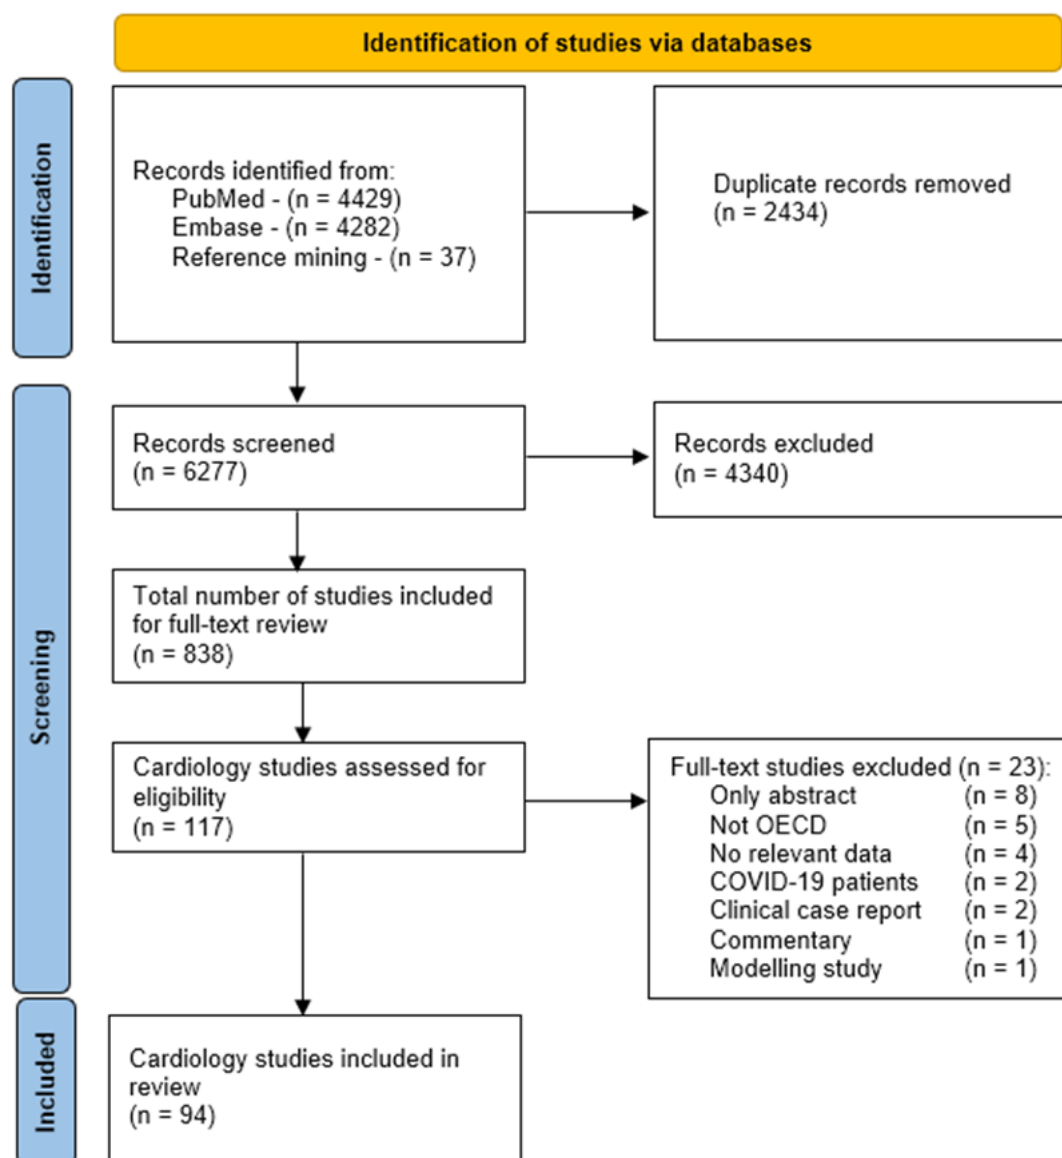 Identification of studies via databases
Identification
Records identified from:
PubMed - (n = 4429)
Embase - (n = 4282)
Reference mining - (n = 37)
Duplicate records removed
(n = 2434)
Screening
Records screened
(n = 6277)
Records excluded
(n = 4340)
Total number of studies included
for full-text review
(n = 838)
Cardiology studies assessed for
eligibility
(n = 117)
Full-text studies excluded (n = 23):
Only abstract (n = 8)
Not OECD (n = 5)
No relevant data (n = 4)
COVID-19 patients (n = 2)
Clinical case report (n = 2)
Commentary (n = 1)
Modelling study (n = 1)
Included
Cardiology studies included in
review
(n = 94)